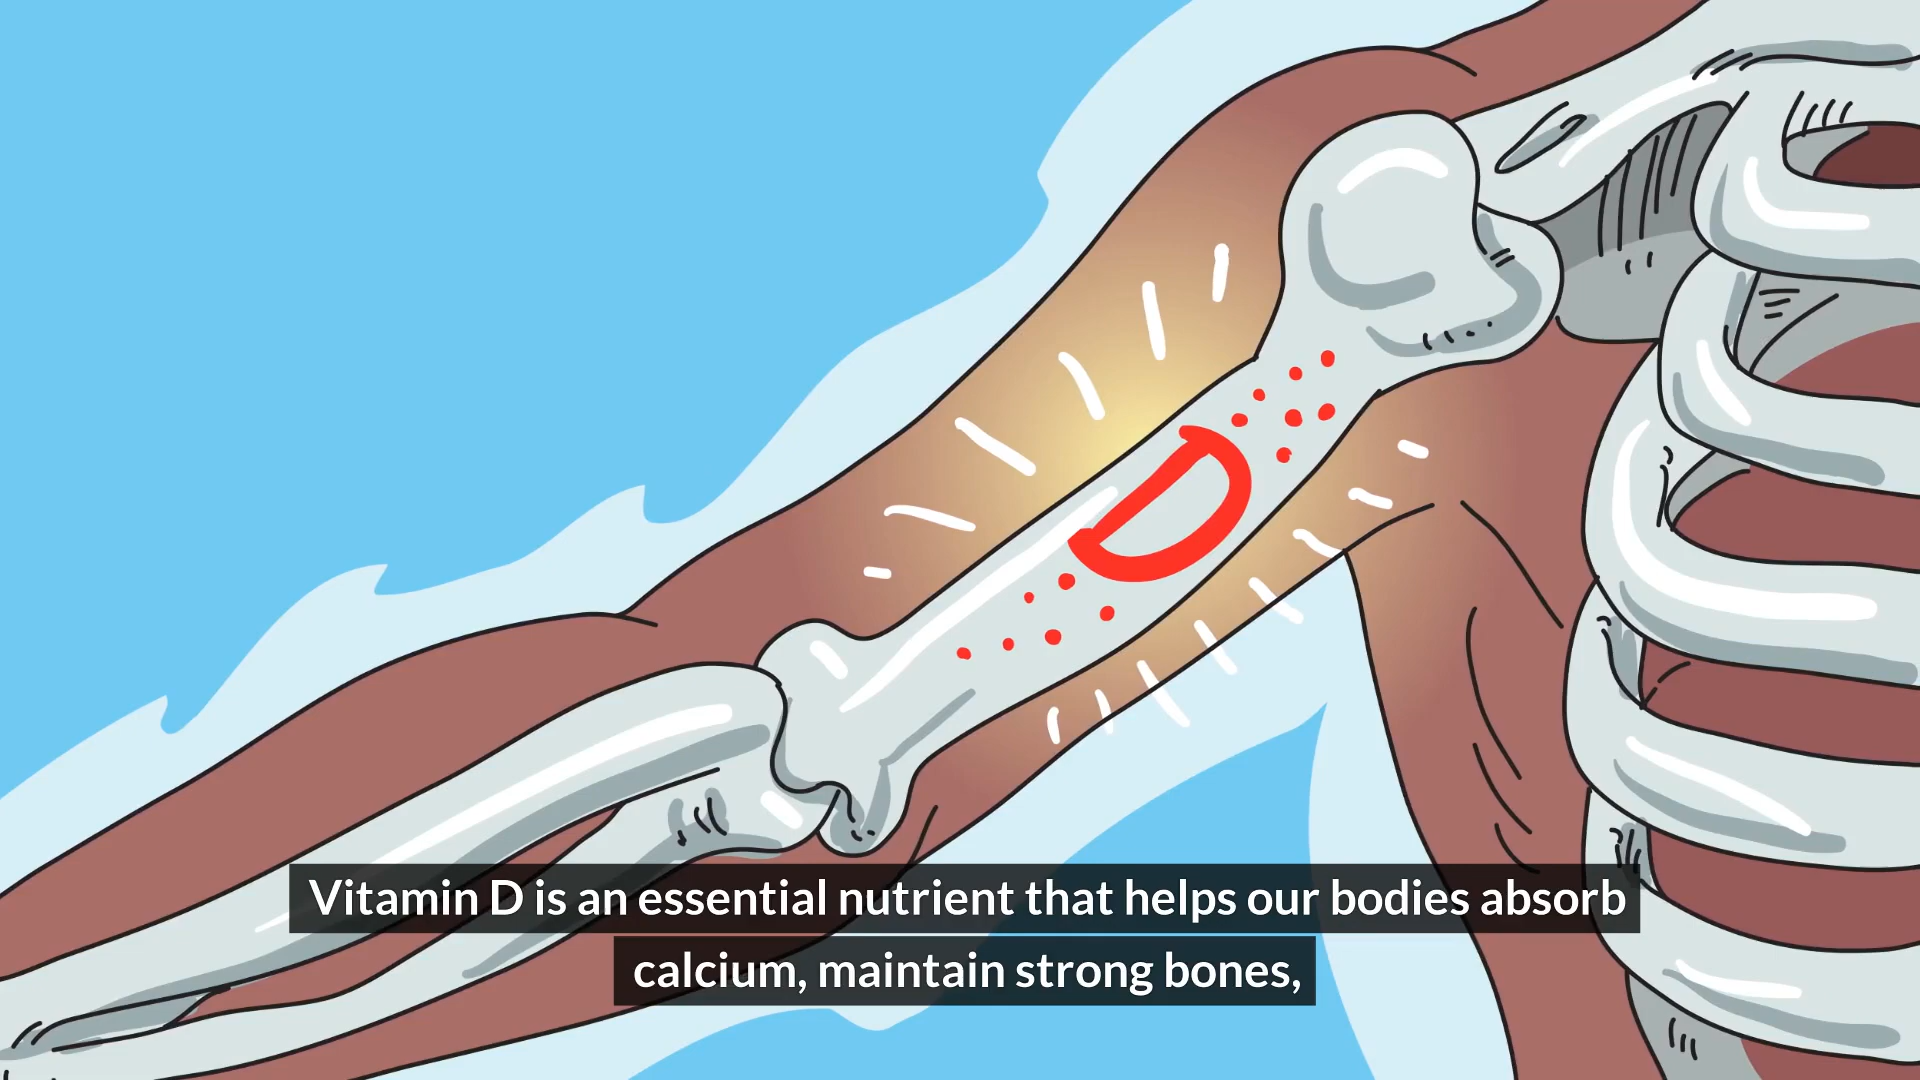 D
Vitamin D is an essential nutrient that helps our bodies absorb
calcium, maintain strong bones,